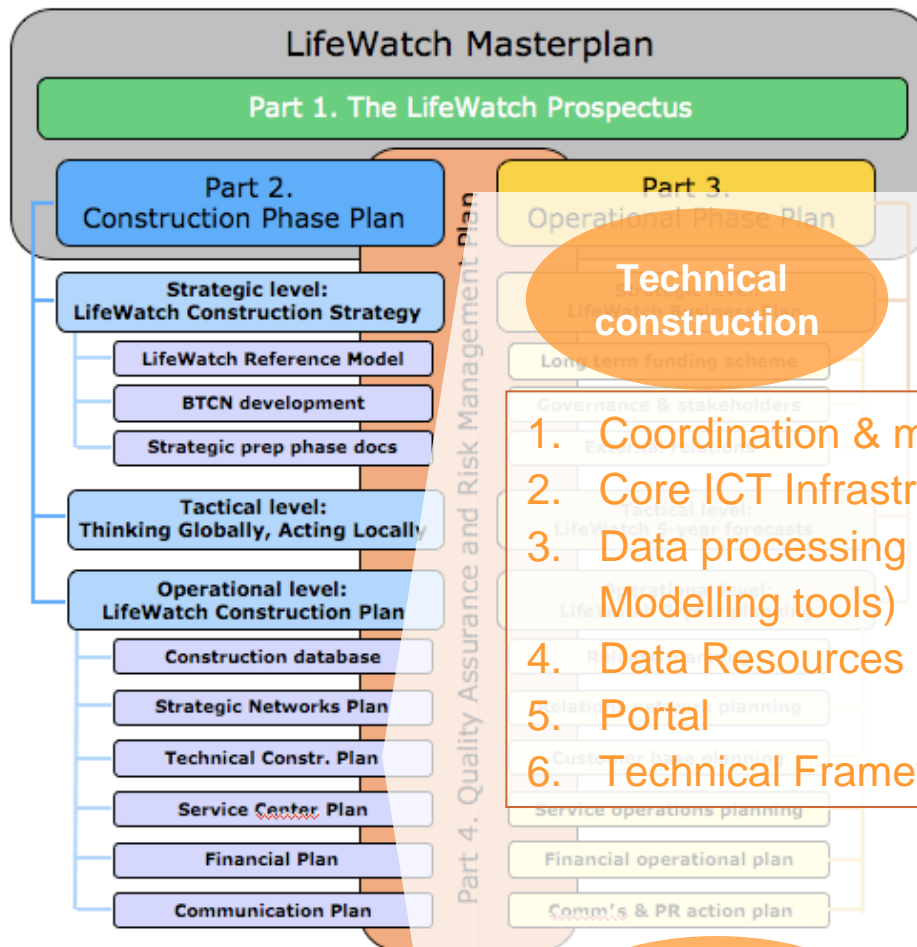 LifeWatch Masterplan
Part 1. The LifeWatch Prospectus
Part 2.
Construction Phase Plan
Strategic level:
LifeWatch Construction Strategy
LifeWatch Reference Model
BTCN development
Strategic prep phase docs
Tactical level:
Thinking Globally, Acting Locally
Operational level:
LifeWatch Construction Plan
Construction database
Strategic Networks Plan
Technical Constr. Plan
Service Center Plan
Financial Plan
Communication Plan
Part 4. Quality Assurance and Risk Management Plan
Part 3.
Operational Phase Plan
Technical
construction
Long term funding scheme
Governance & stakeholders
1. Coordination & m
2. Core ICT Infrastr
Tactical level:
LifeWatch 5-year forecasts
3. Data processing
Modelling tools)
4. Data Resources
5. Portal
6. Technical Frame
Customer base planning
Service operations planning
Financial operational plan
Comm's & PR action plan